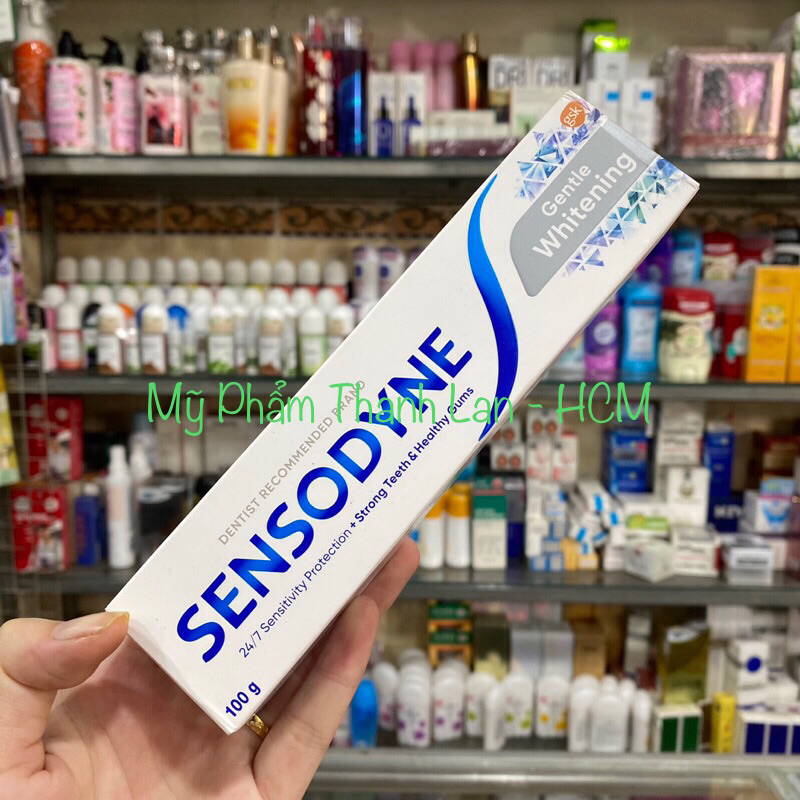 gsk
Gentle
Whitening
DENTIST RECOMMENDED BRAND
SENSODYNE
24/7 Sensitivity Protection + Strong Teeth & Healthy Gums
100 g
Mỹ Phẩm Thanh Lan - HCM